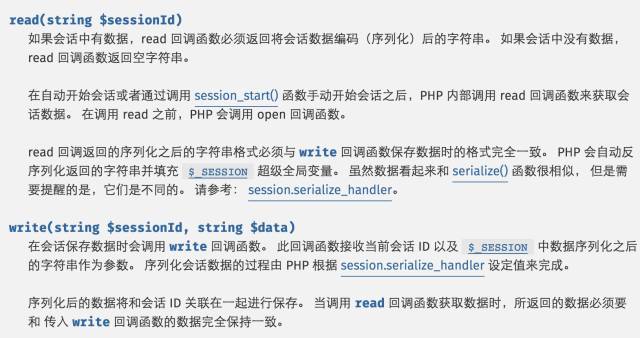 read(string $sessionId)
如果会话中有数据，read 回调函数必须返回将会话数据编码（序列化）后的字符串。 如果会话中没有数据，
read 回调函数返回空字符串。
在自动开始会话或者通过调用 session_start() 函数手动开始会话之后，PHP 内部调用 read 回调函数来获取会
话数据。 在调用 read 之前，PHP 会调用 open 回调函数。
read 回调返回的序列化之后的字符串格式必须与 write 回调函数保存数据时的格式完全一致。 PHP 会自动反
序列化返回的字符串并填充 $_SESSION 超级全局变量。 虽然数据看起来和 serialize() 函数很相似， 但是需
要提醒的是，它们是不同的。 请参考： session.serialize_handler。
write(string $sessionId, string $data)
在会话保存数据时会调用 write 回调函数。 此回调函数接收当前会话 ID 以及 $_SESSION 中数据序列化之后
的字符串作为参数。 序列化会话数据的过程由 PHP 根据 session.serialize_handler 设定值来完成。
序列化后的数据将和会话 ID 关联在一起进行保存。 当调用 read 回调函数获取数据时，所返回的数据必须要
和 传入 write 回调函数的数据完全保持一致。